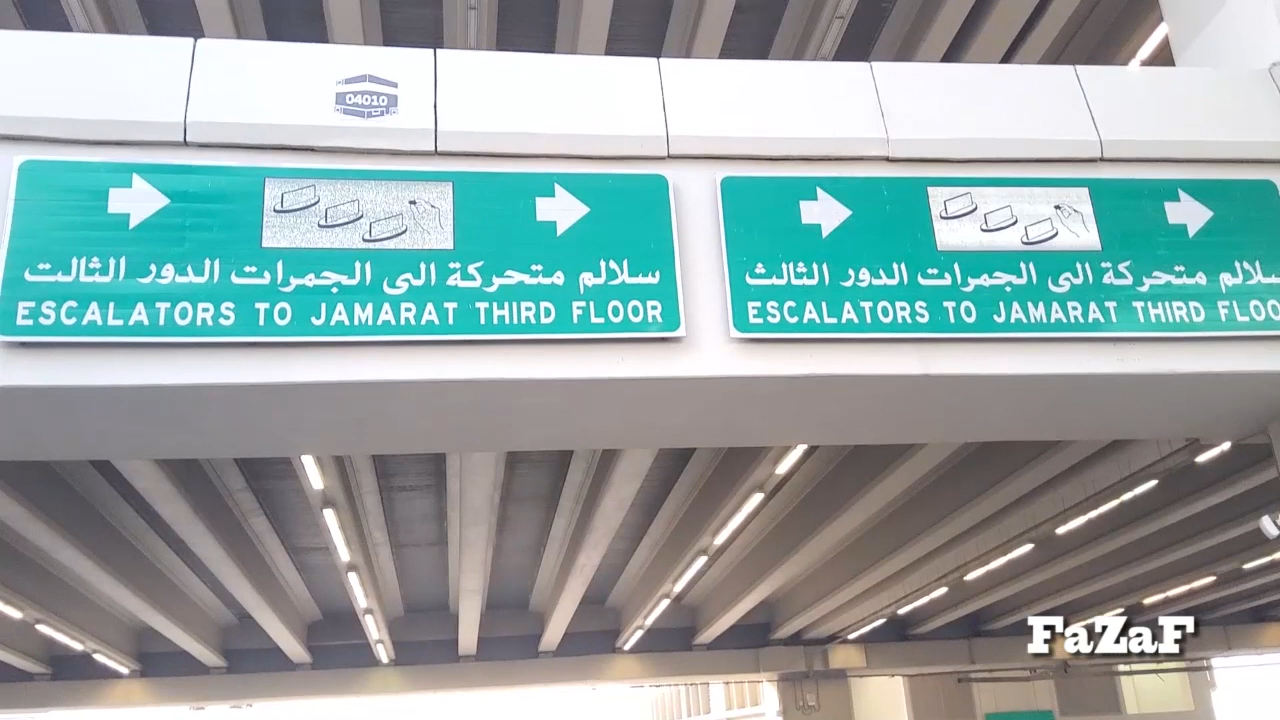 04010
سلالم متحركة الى الجمرات الدور الثالت
ESCALATORS TO JAMARAT THIRD FLOOR
سلالم متحركة الى الجمرات الدور الثالث
ESCALATORS TO JAMARAT THIRD FLOO
FaZaF